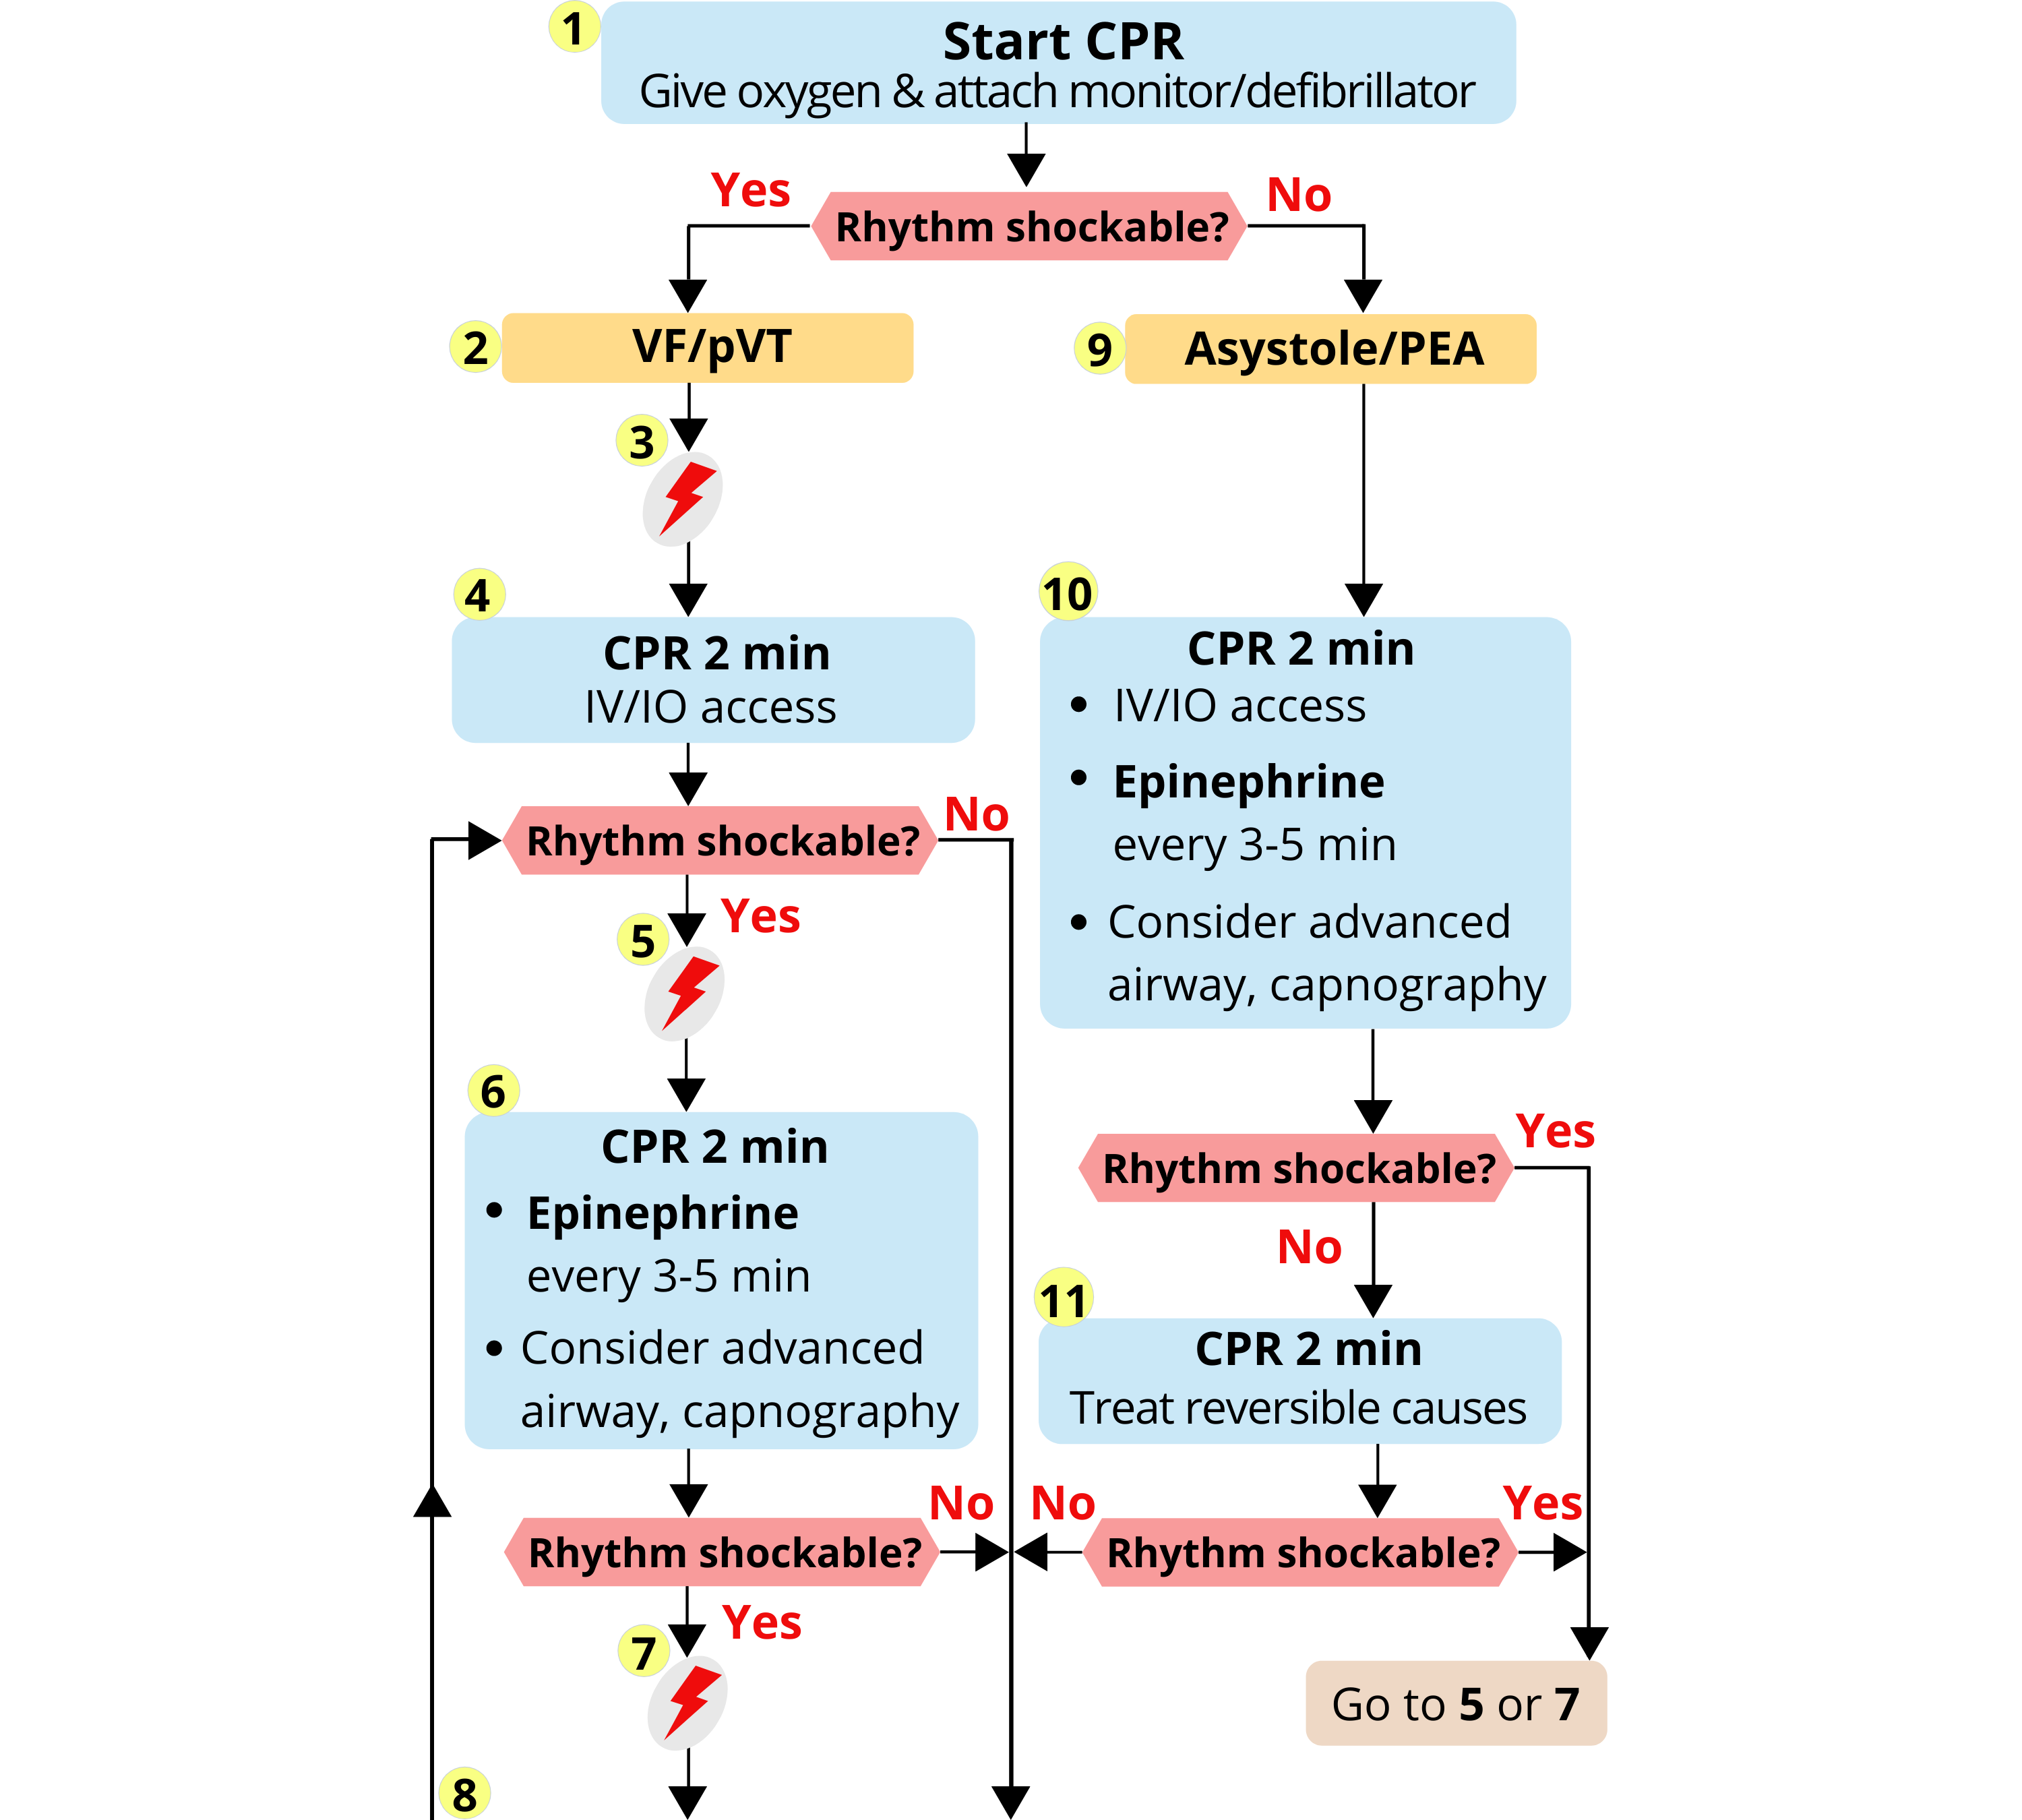 1
Start CPR
Give oxygen & attach monitor/defibrillator
Yes
Rhythm shockable?
No
2
VF/pVT
9
Asystole/PEA
3
4
CPR 2 min
IV/IO access
10
CPR 2 min
• IV/IO access
• Epinephrine
every 3-5 min
• Consider advanced
airway, capnography
Rhythm shockable?
No
Yes
5
6
CPR 2 min
• Epinephrine
every 3-5 min
• Consider advanced
airway, capnography
Rhythm shockable?
Yes
No
11
CPR 2 min
Treat reversible causes
Rhythm shockable?
No
No
Rhythm shockable?
Yes
Yes
7
Go to 5 or 7
8